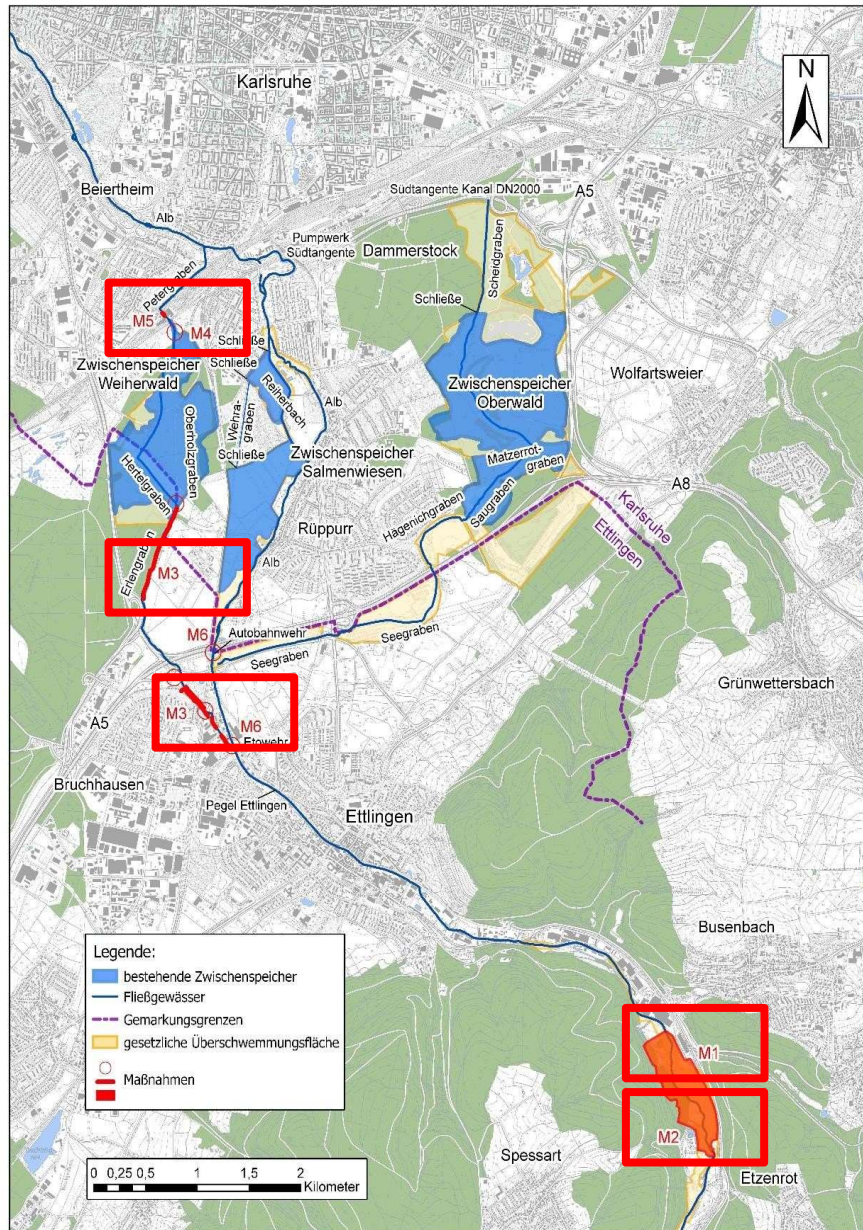 Karlsruhe
N
Beiertheim
Südtangente Kanal DN2000
A5
Alb
Pumpwerk
Südtangente
Dammerstock
Scheidgraben
Petergraben
Schließe
M5
M4
Schließe
Zwischenspeicher
Weiherwald
Schließe
Reiherbach
Zwischenspeicher
Oberwald
Wolfartsweier
Alb
Oberholzgraben
Wehra-
graben
Zwischenspeicher
Salmenwiesen
Matzerrot-
graben
Schließe
Hertelgraben
A8
Hägenichgraben
Saugraben
Karlsruhe
Ettlingen
Rüppurr
Erlengraben
M3
Alb
M6
Autobahnwehr
Seegraben
Seegraben
Grünwettersbach
M3
M6
Etowehr
A5
Bruchhausen
Pegel Ettlingen
Ettlingen
Busenbach
Legende:
bestehende Zwischenspeicher
Fließgewässer
Gemarkungsgrenzen
gesetzliche Überschwemmungsfläche
Maßnahmen
M1
M2
Spessart
Etzenrot
0 0,25 0,5 1 1,5 2
Kilometer